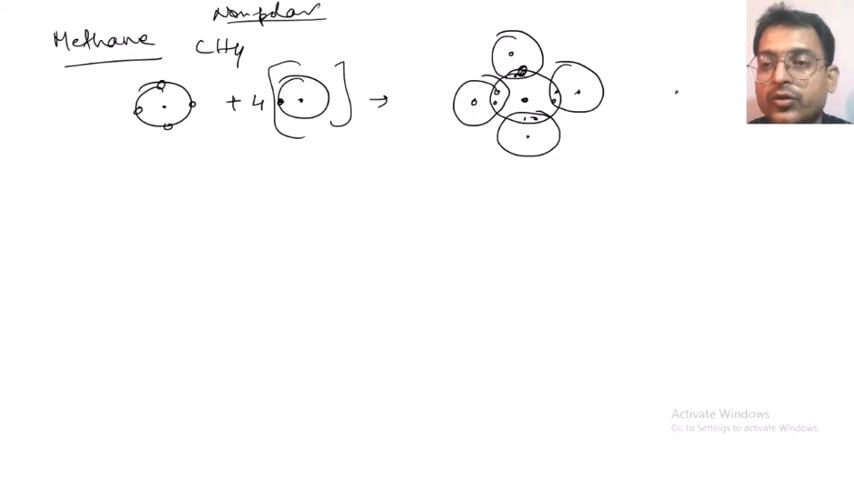 Nonpolar
Methane CH4
+ 4 [ ] →
Activate Windows
Go to Settings to activate Windows.